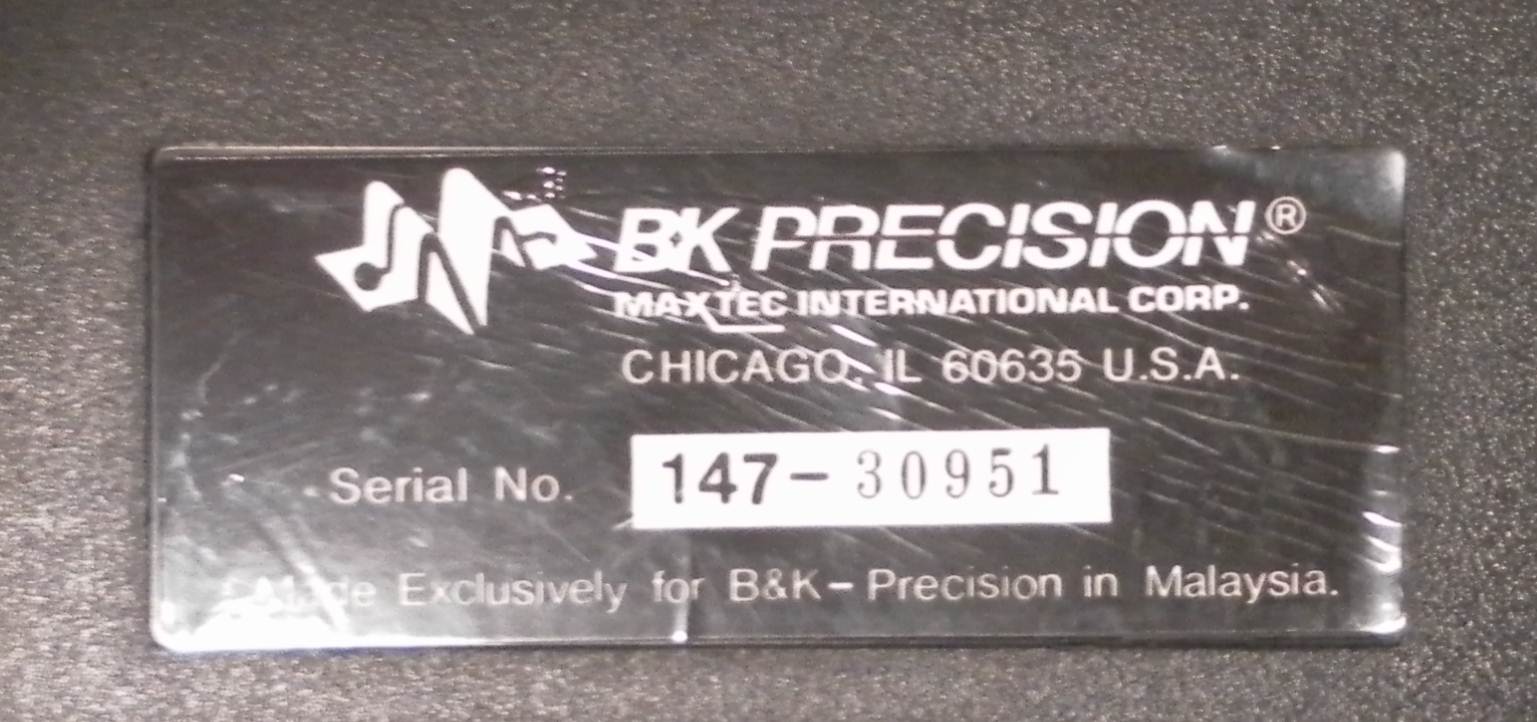 BK PRECISION®
MAXTEC INTERNATIONAL CORP.
CHICAGO, IL 60635 U.S.A.
Serial No. 147-30951
Made Exclusively for B&K-Precision in Malaysia.